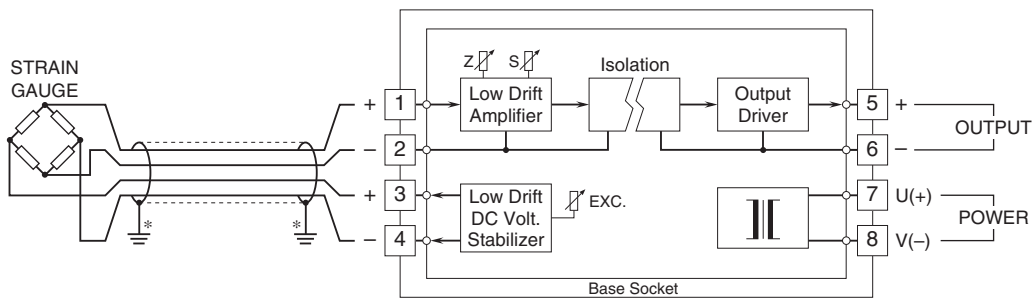 STRAIN
GAUGE
*
*
+
−
+
−
1
2
3
4
Z
S
Low Drift
Amplifier
Isolation
Output
Driver
Low Drift
DC Volt.
Stabilizer
EXC.
5
6
7
8
+
−
U(+)
V(−)
OUTPUT
POWER
Base Socket